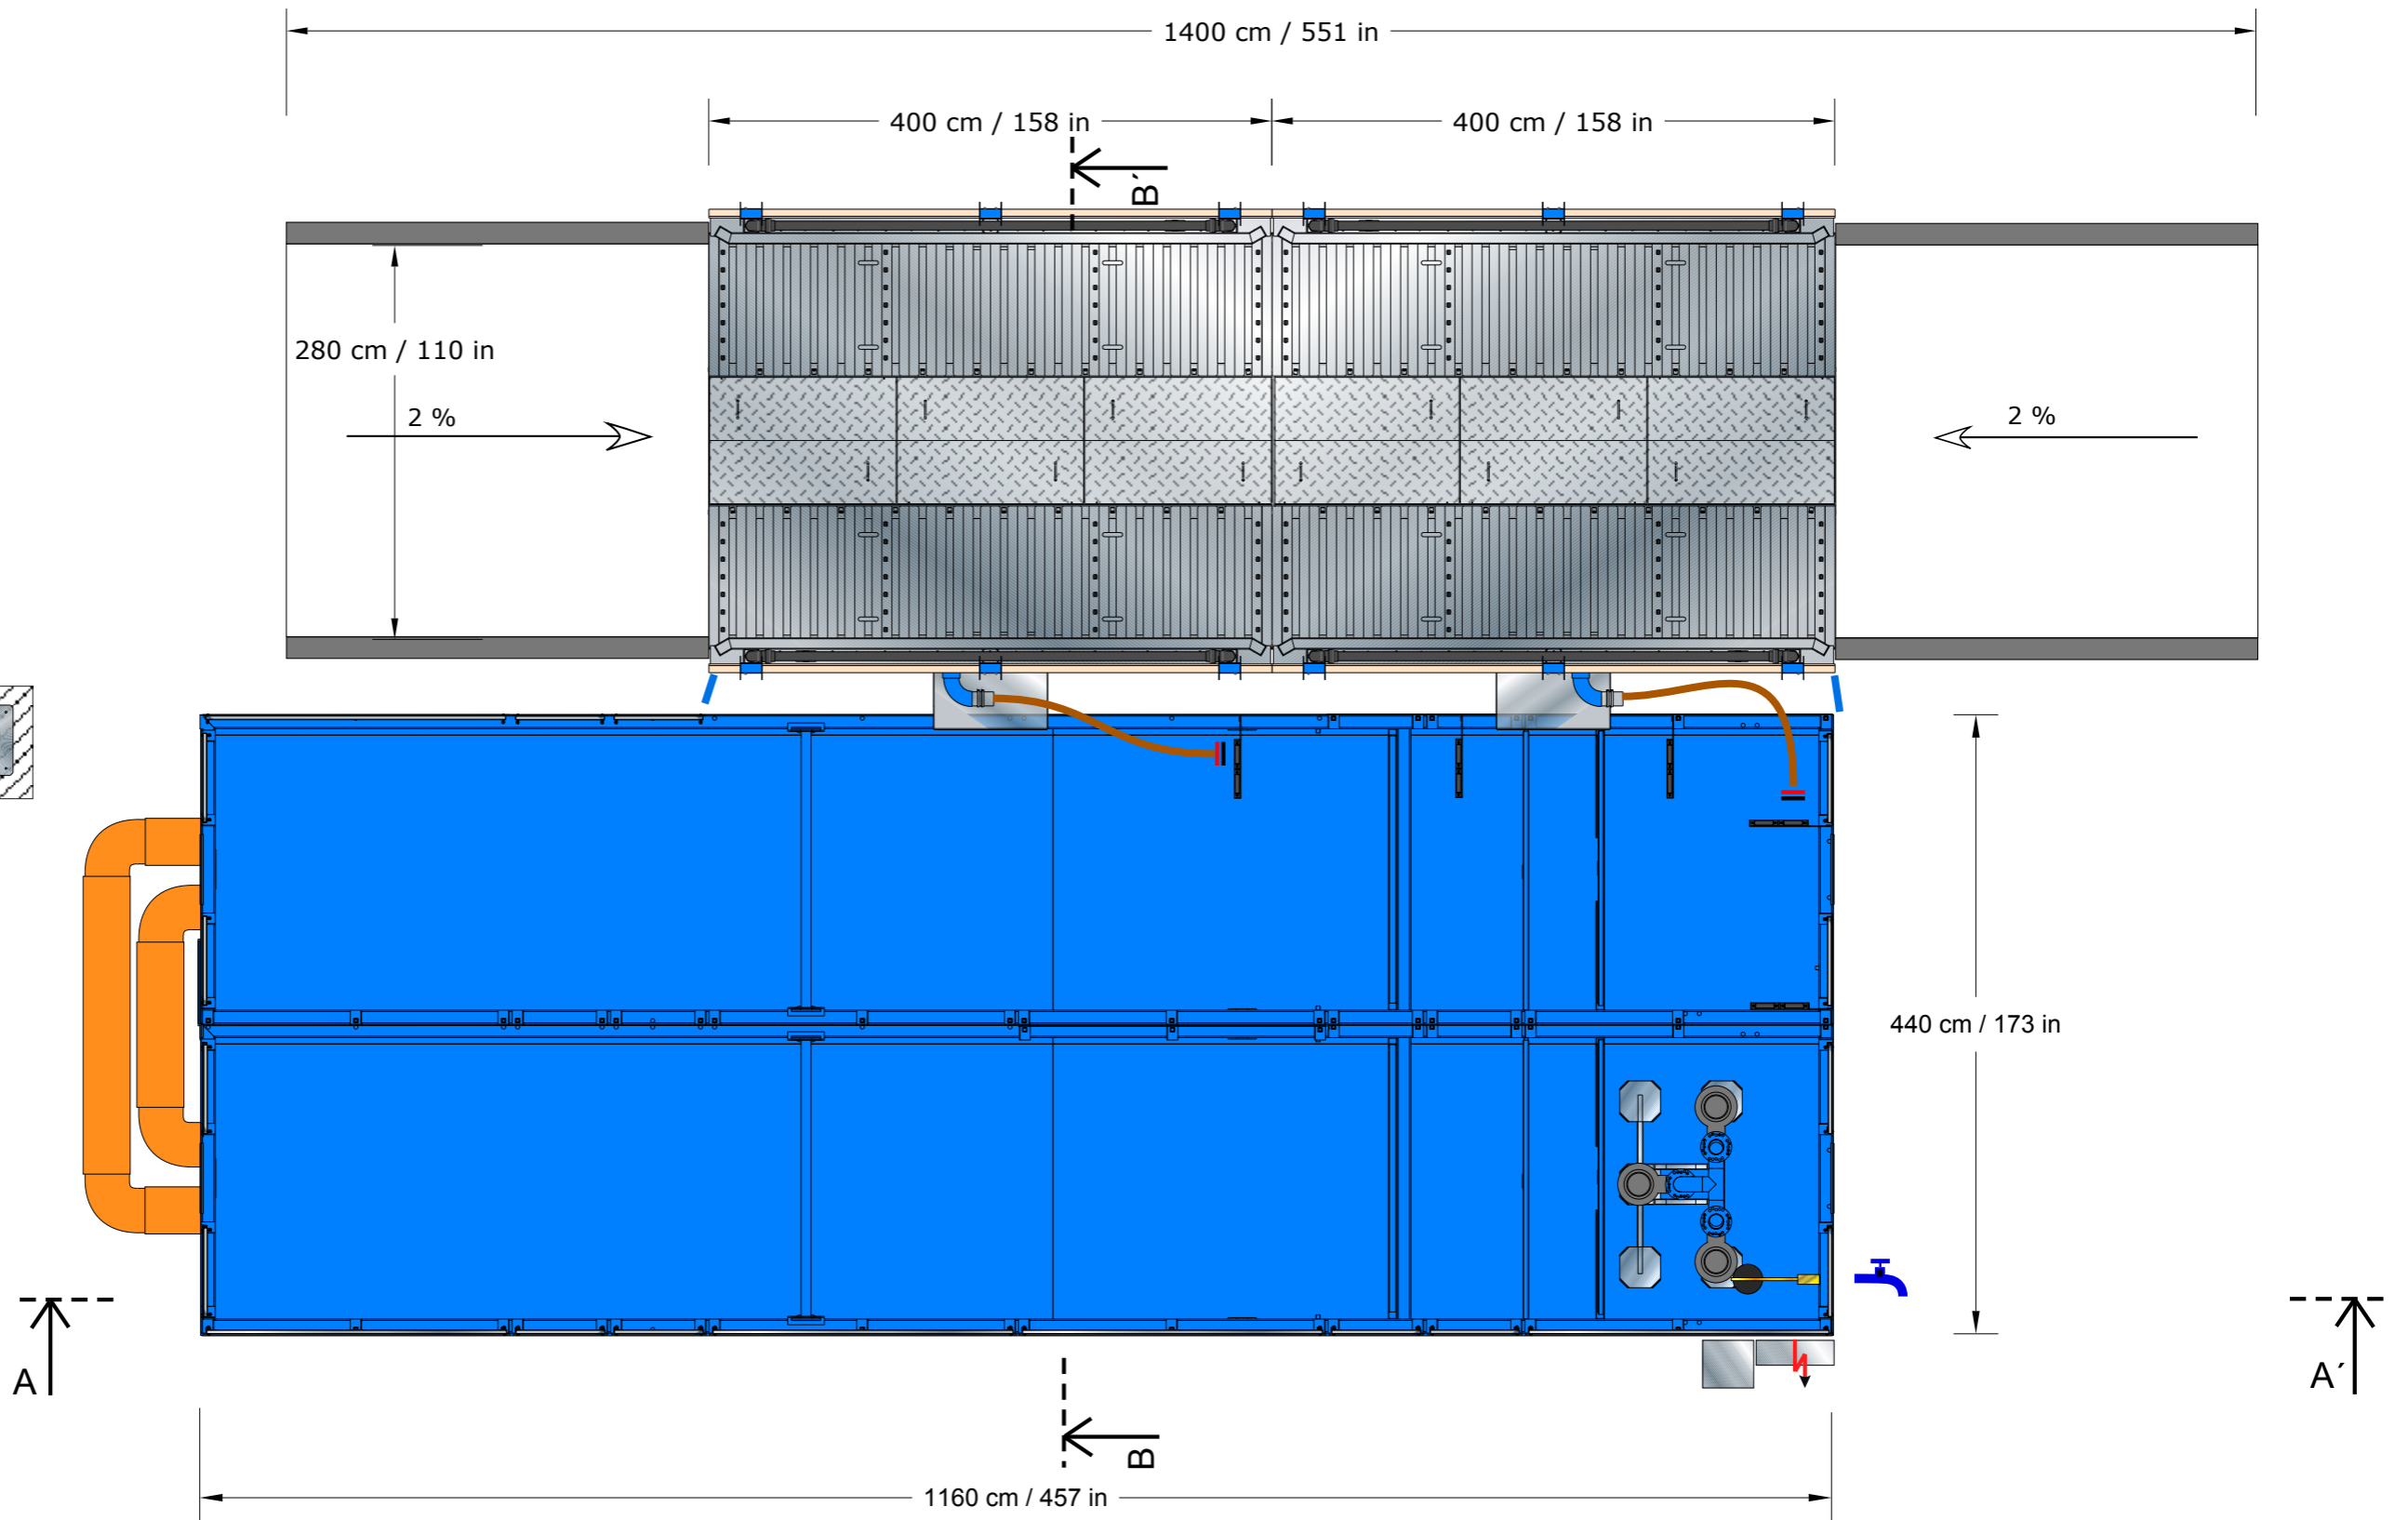 1400 cm / 551 in
400 cm / 158 in
400 cm / 158 in
B´
280 cm / 110 in
2 %
2 %
440 cm / 173 in
A
A´
B
1160 cm / 457 in